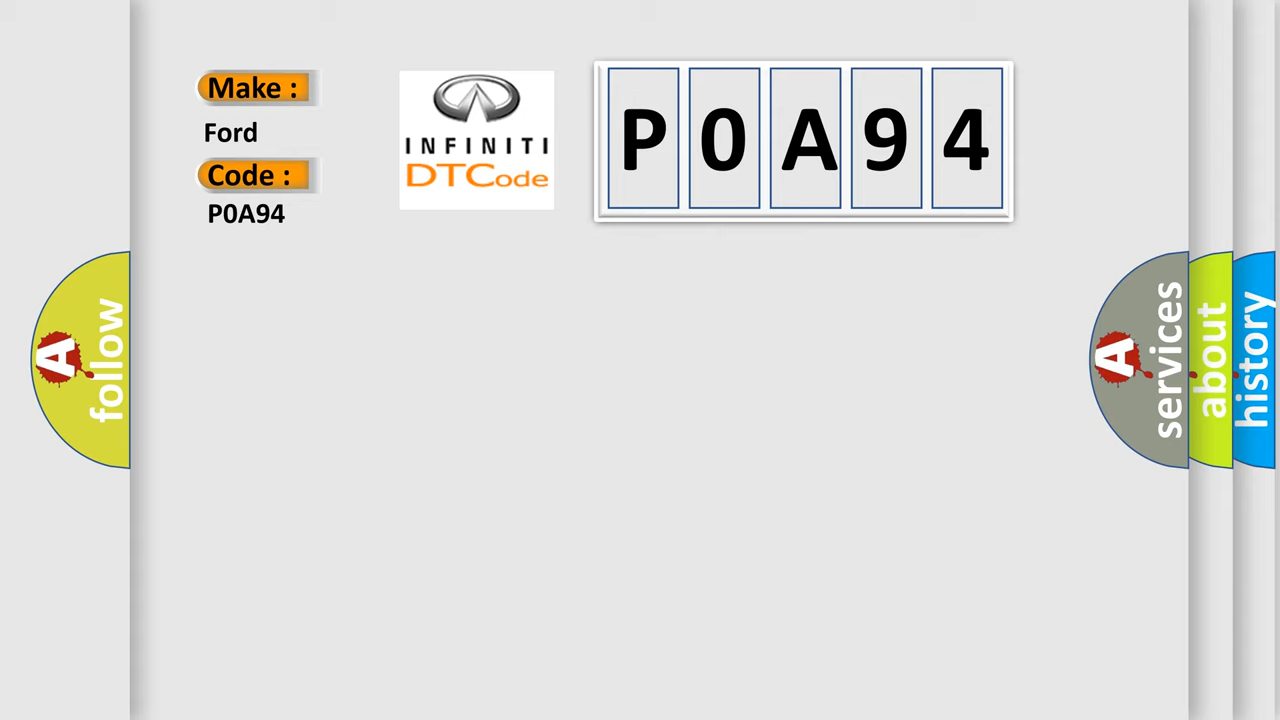 Make :
Ford
Code :
P0A94
INFINITI
DTCode
P 0 A 9 4
A follow
A services
about
history